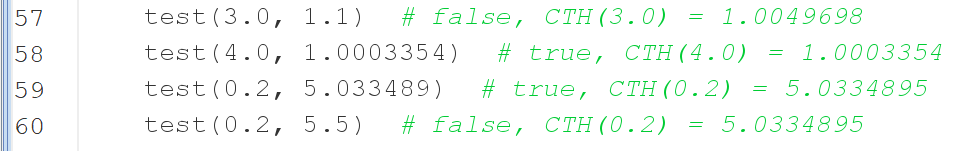 57 test(3.0, 1.1) # false, CTH(3.0) = 1.0049698
58 test(4.0, 1.0003354) # true, CTH(4.0) = 1.0003354
59 test(0.2, 5.033489) # true, CTH(0.2) = 5.0334895
60 test(0.2, 5.5) # false, CTH(0.2) = 5.0334895